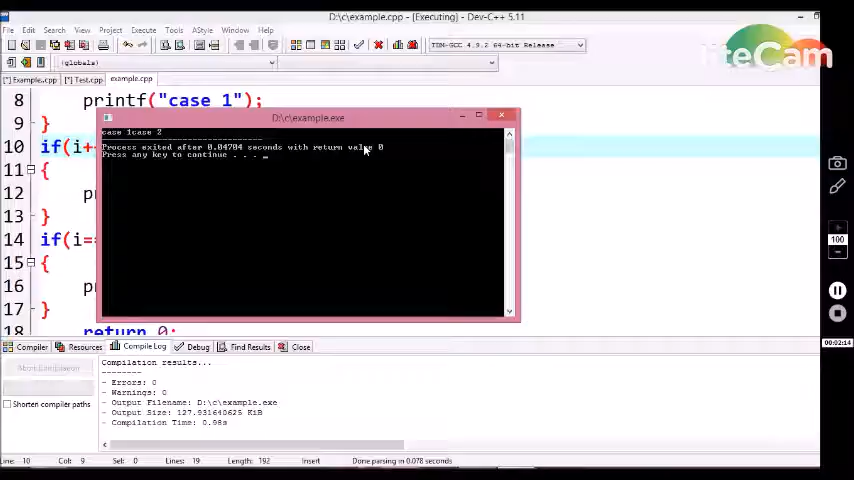 D:\c\example.cpp - [Executing] - Dev-C++ 5.11
File Edit Search View Project Execute Tools AStyle Window Help
TDM-GCC 4.9.2 64-bit Release
liteCam
(globals)
[*] Example.cpp [*] Test.cpp example.cpp
8 printf("case 1");
9 }
10 if(i+
11 {
12 p
13 }
14 if(i=
15 {
16 p
17 }
18 return 0;
D:\c\example.exe
case 1case 2
Process exited after 0.04704 seconds with return value 0
Press any key to continue . . . _
100
00:02:14
Compiler Resources Compile Log Debug Find Results Close
Abort Compilation
Shorten compiler paths
Compilation results...
--------
- Errors: 0
- Warnings: 0
- Output Filename: D:\c\example.exe
- Output Size: 127.931640625 KiB
- Compilation Time: 0.98s
Line: 10 Col: 9 Sel: 0 Lines: 19 Length: 192 Insert Done parsing in 0.078 seconds